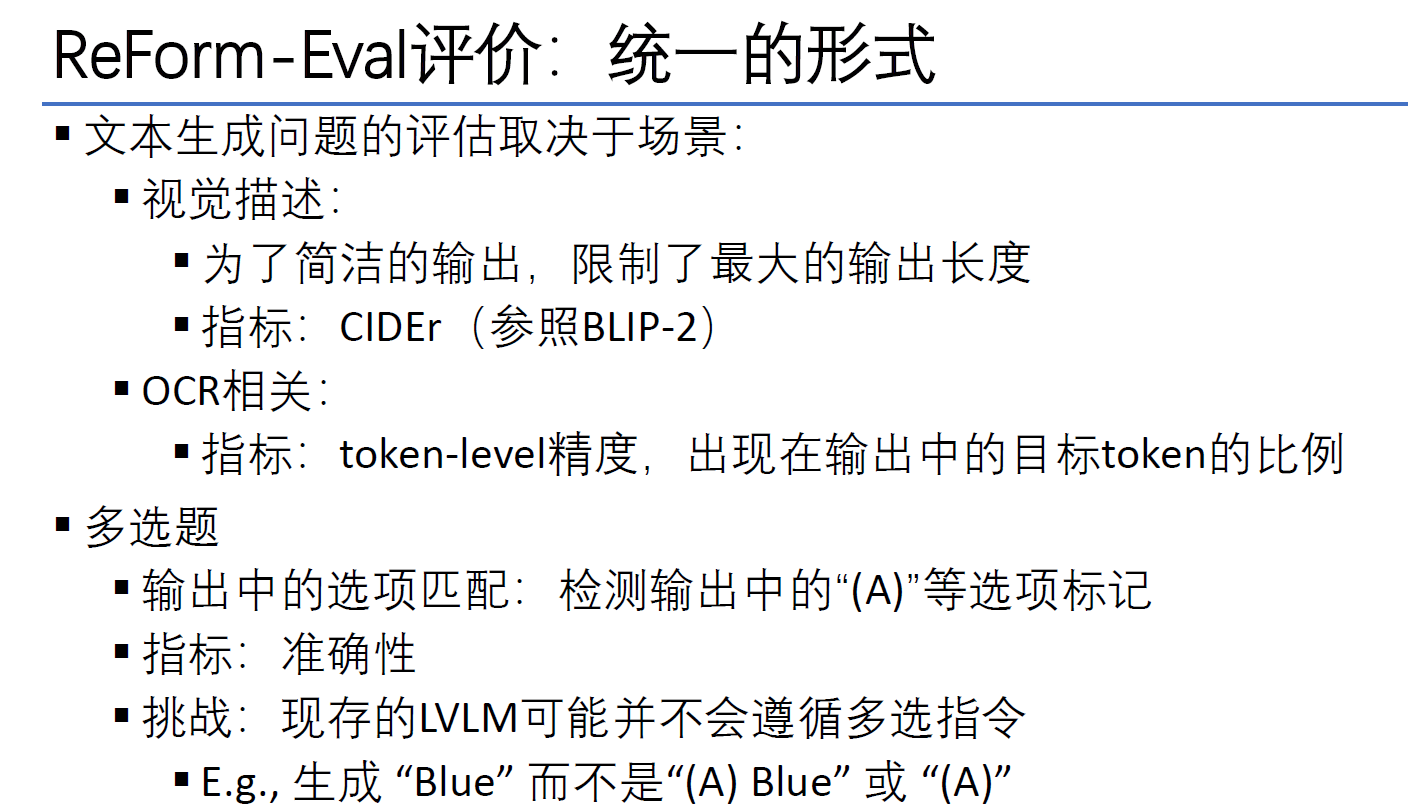 ReForm-Eval评价：统一的形式
▪ 文本生成问题的评估取决于场景：
▪ 视觉描述：
▪ 为了简洁的输出，限制了最大的输出长度
▪ 指标：CIDEr（参照BLIP-2）
▪ OCR相关：
▪ 指标：token-level精度，出现在输出中的目标token的比例
▪ 多选题
▪ 输出中的选项匹配：检测输出中的“(A)”等选项标记
▪ 指标：准确性
▪ 挑战：现存的LVLM可能并不会遵循多选指令
▪ E.g., 生成 “Blue” 而不是“(A) Blue” 或 “(A)”